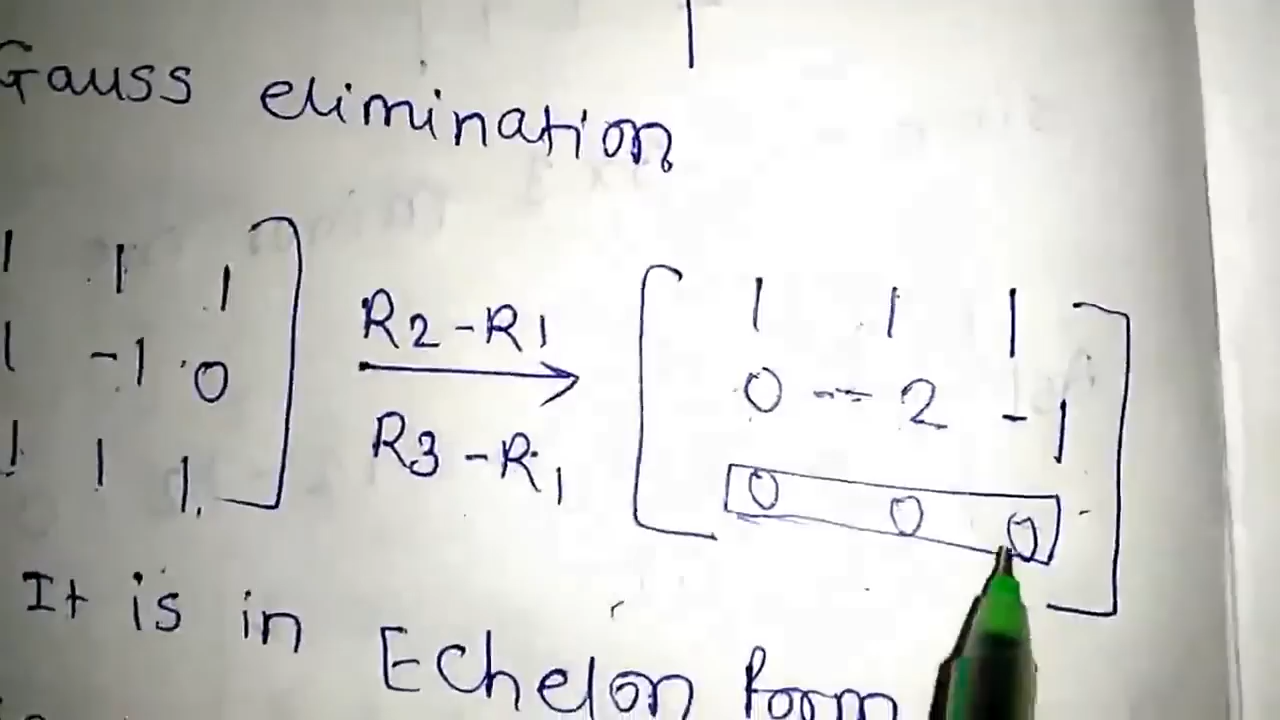 Gauss elimination
1 1 1
1 -1 0
1 1 1.
R2 -R1
R3 -R1
1 1 1
0 -- 2 -1
0 0 0
It is in Echelon form